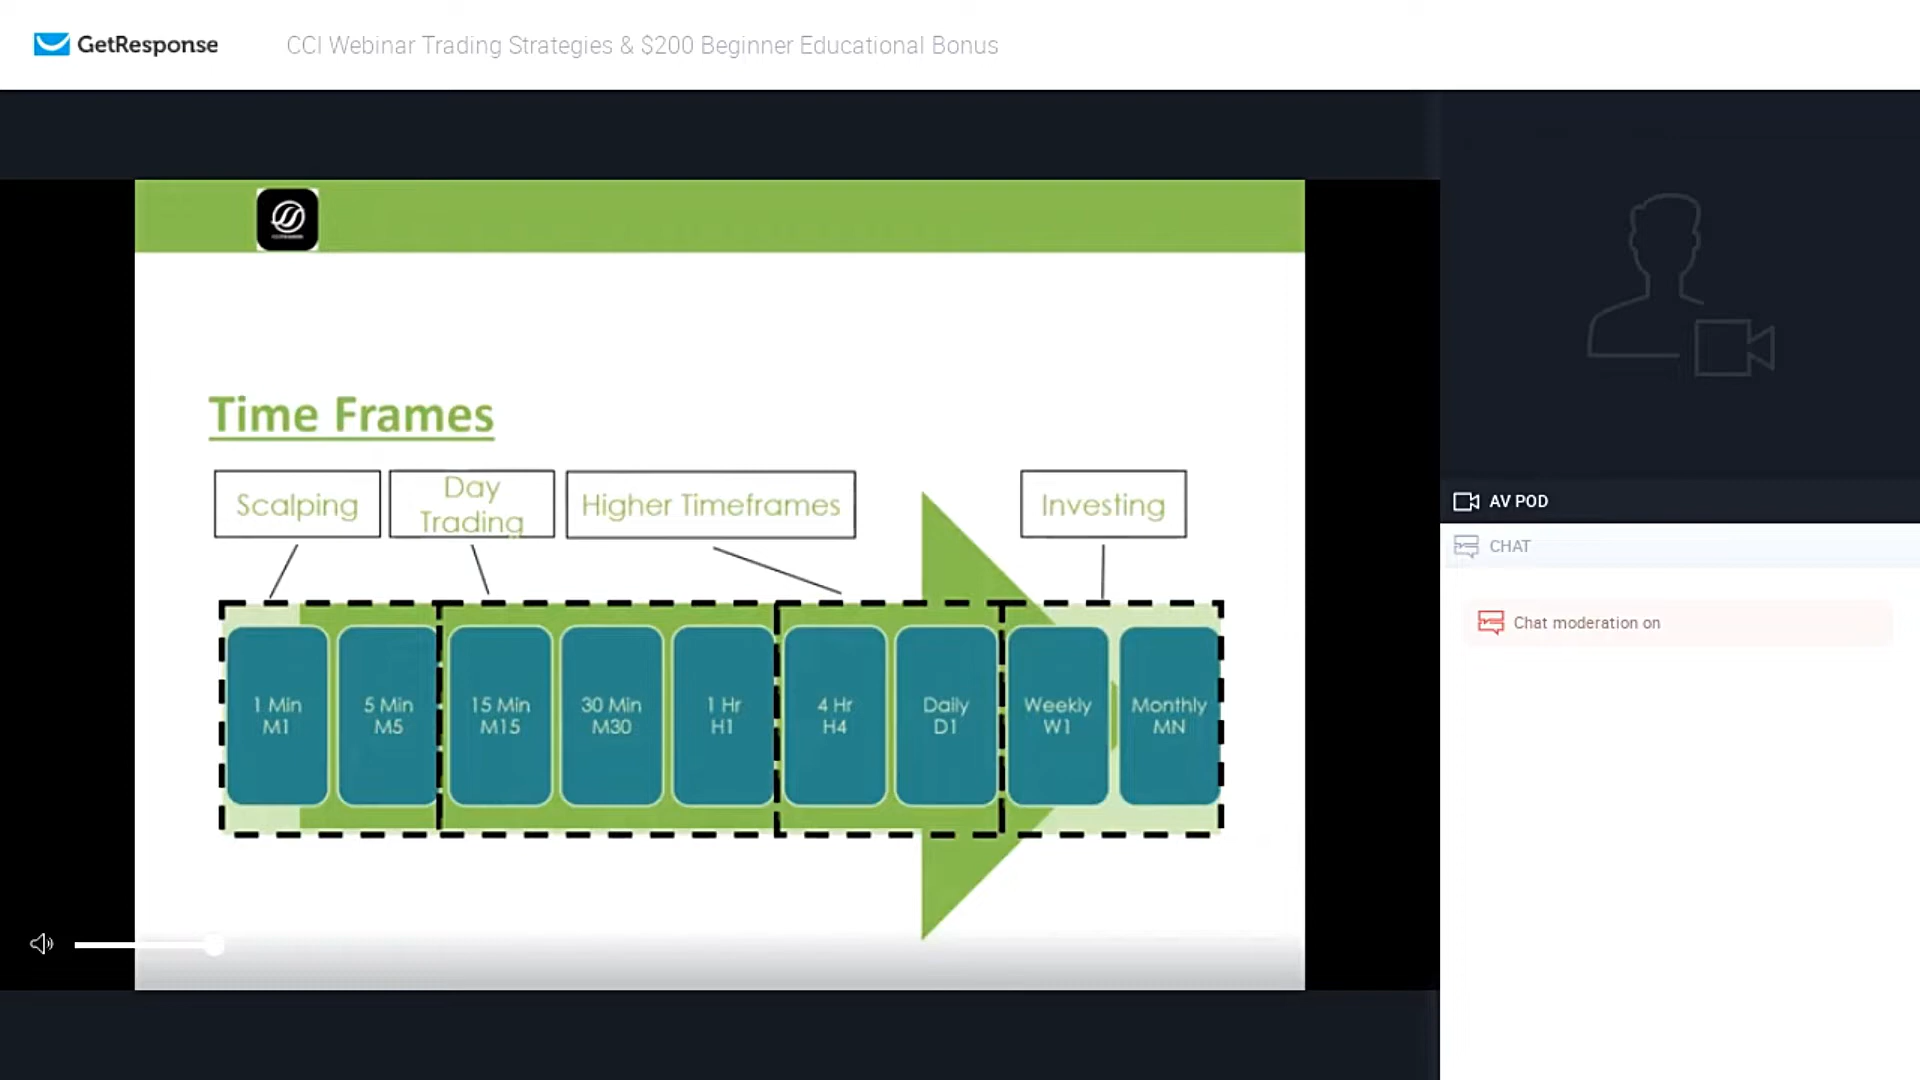 GetResponse
CCI Webinar Trading Strategies & $200 Beginner Educational Bonus
Time Frames
Scalping
Day
Trading
Higher Timeframes
Investing
1 Min
M1
5 Min
M5
15 Min
M15
30 Min
M30
1 Hr
H1
4 Hr
H4
Daily
D1
Weekly
W1
Monthly
MN
AV POD
CHAT
Chat moderation on